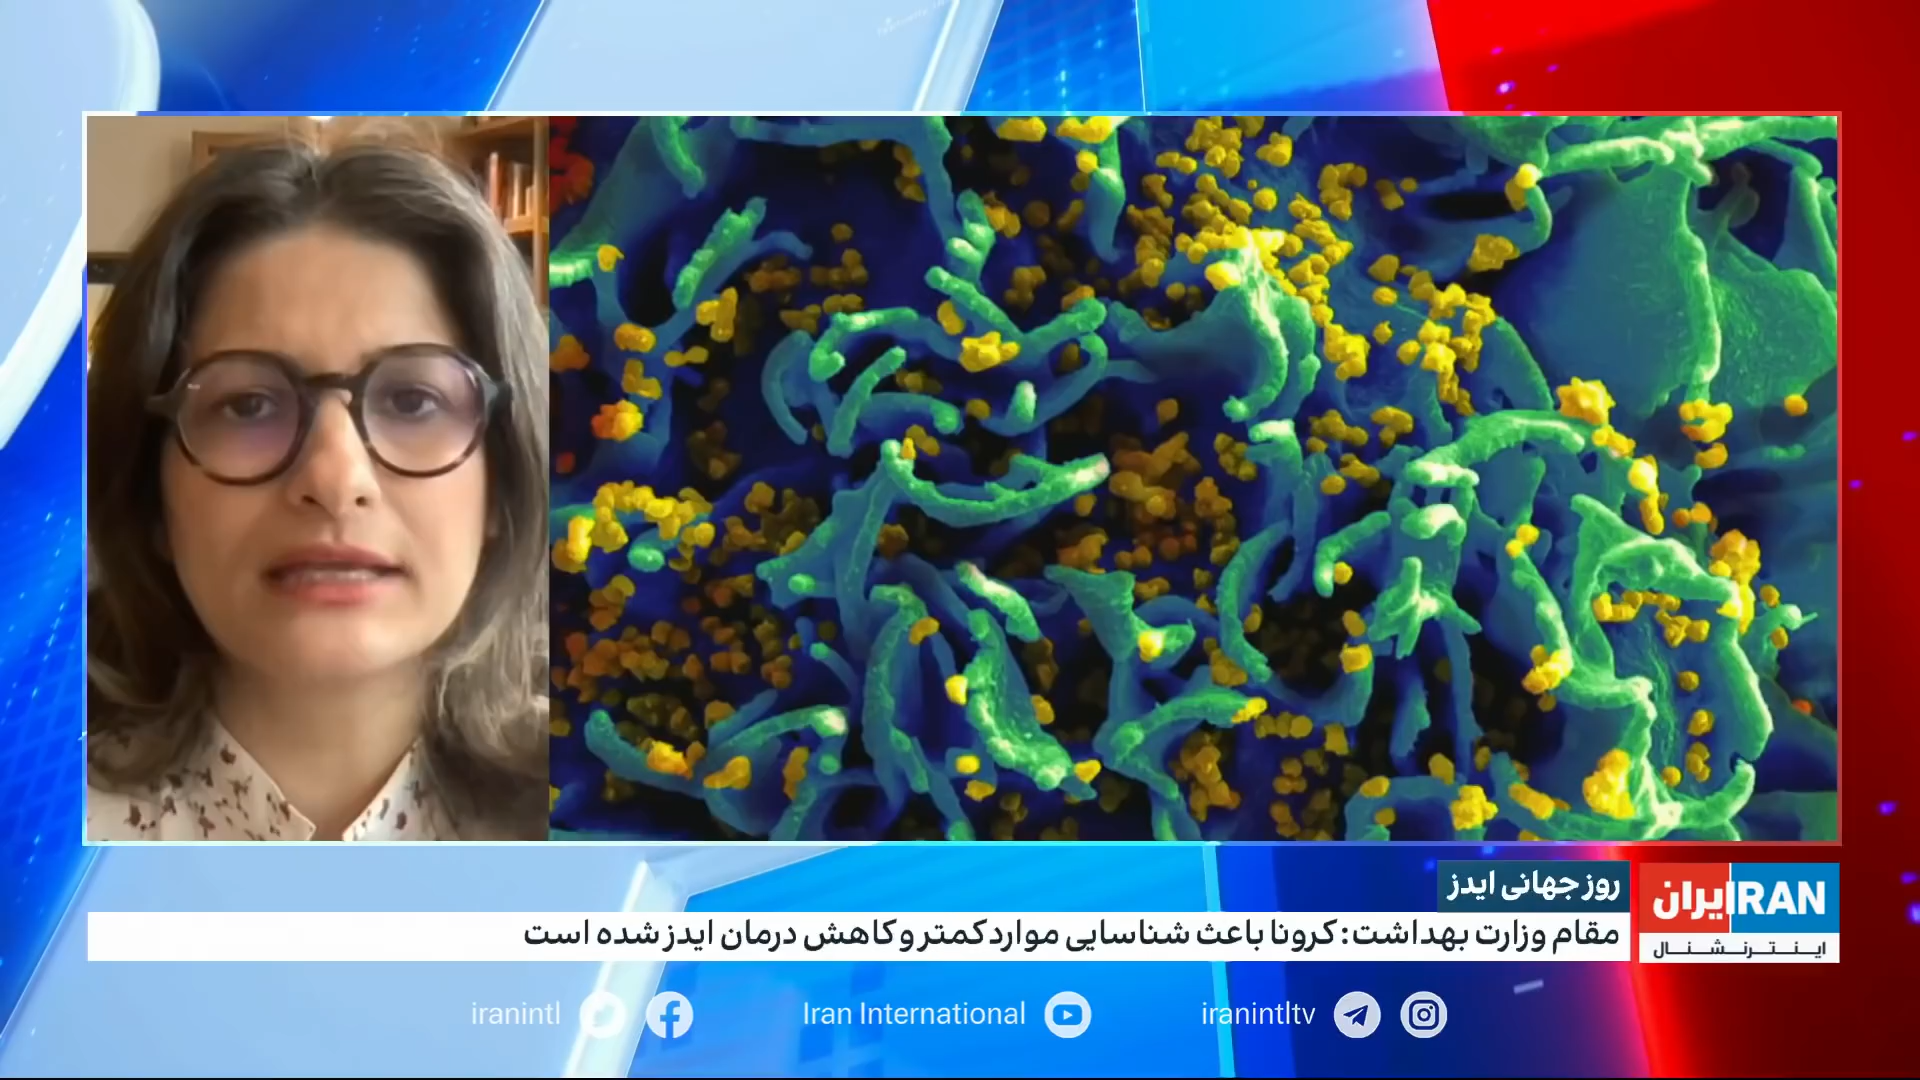 روز جهانی ایدز
مقام وزارت بهداشت: کرونا باعث شناسایی موارد کمتر و کاهش درمان ایدز شده است
ایران IRAN
اینترنشنال
iranintl
Iran International
iranintltv